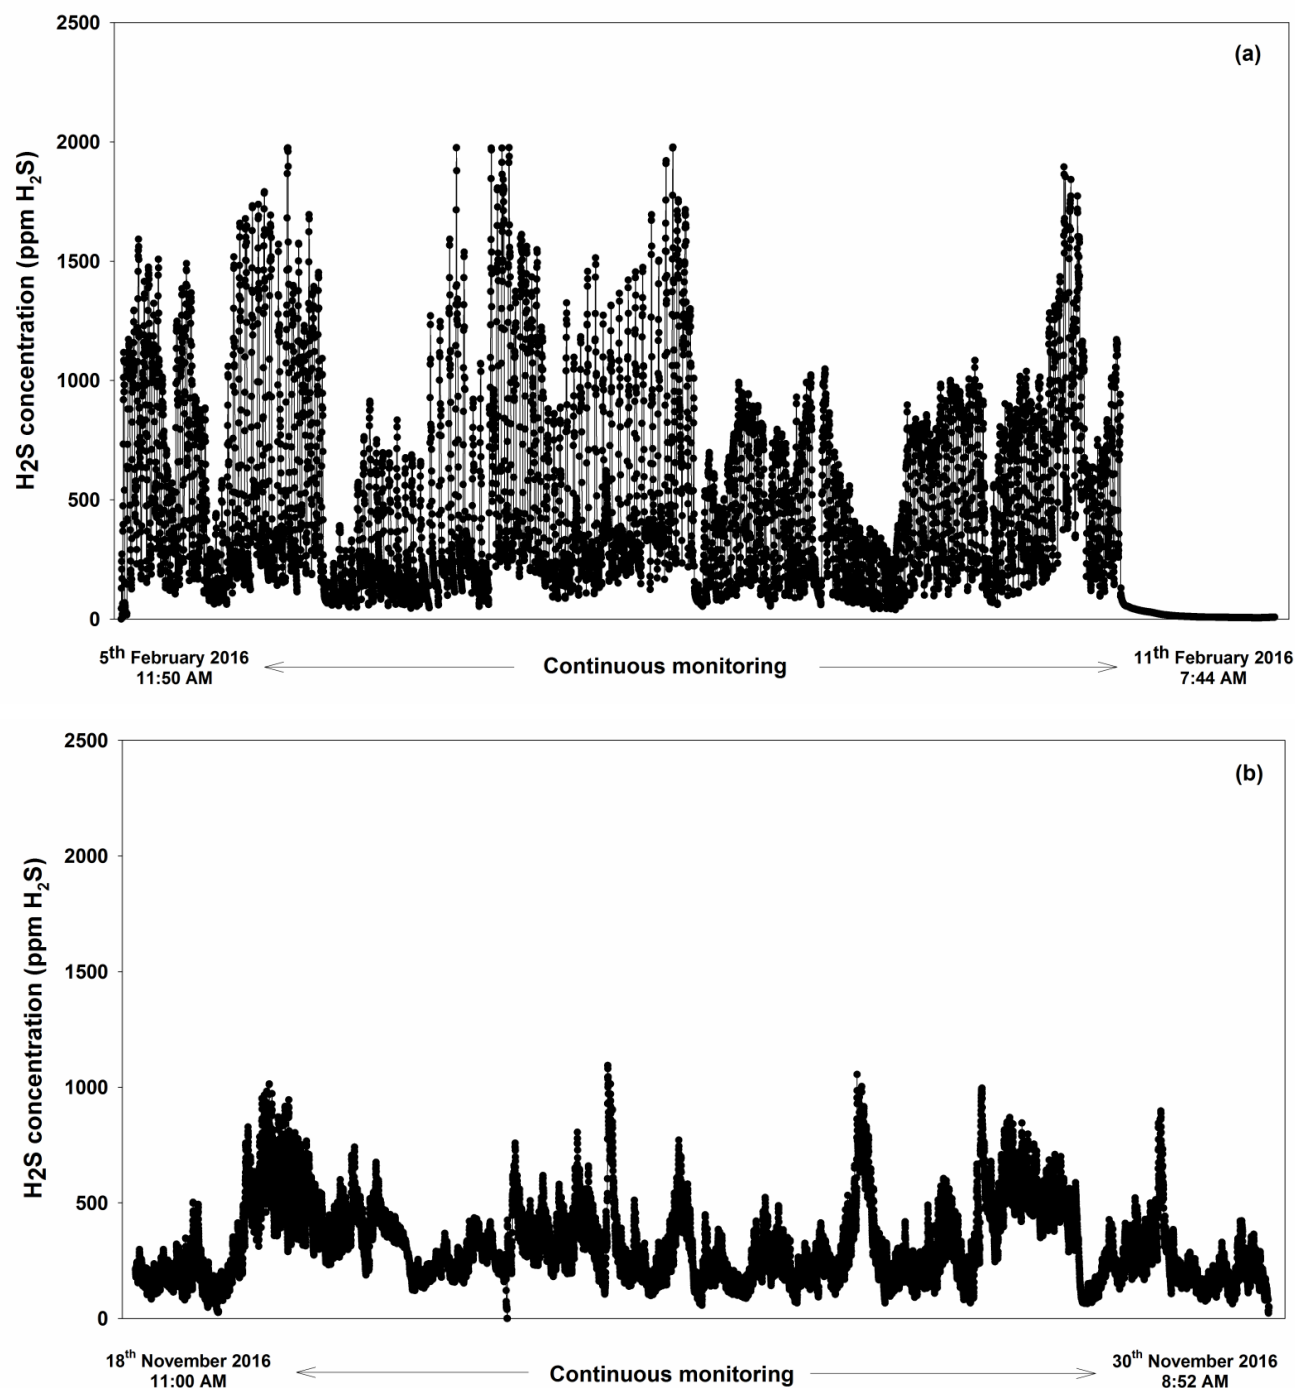 2500
(a)
2000
1500
1000
500
0
H2S concentration (ppm H2S)
5th February 2016
11:50 AM
Continuous monitoring
11th February 2016
7:44 AM
2500
(b)
2000
1500
1000
500
0
H2S concentration (ppm H2S)
18th November 2016
11:00 AM
Continuous monitoring
30th November 2016
8:52 AM